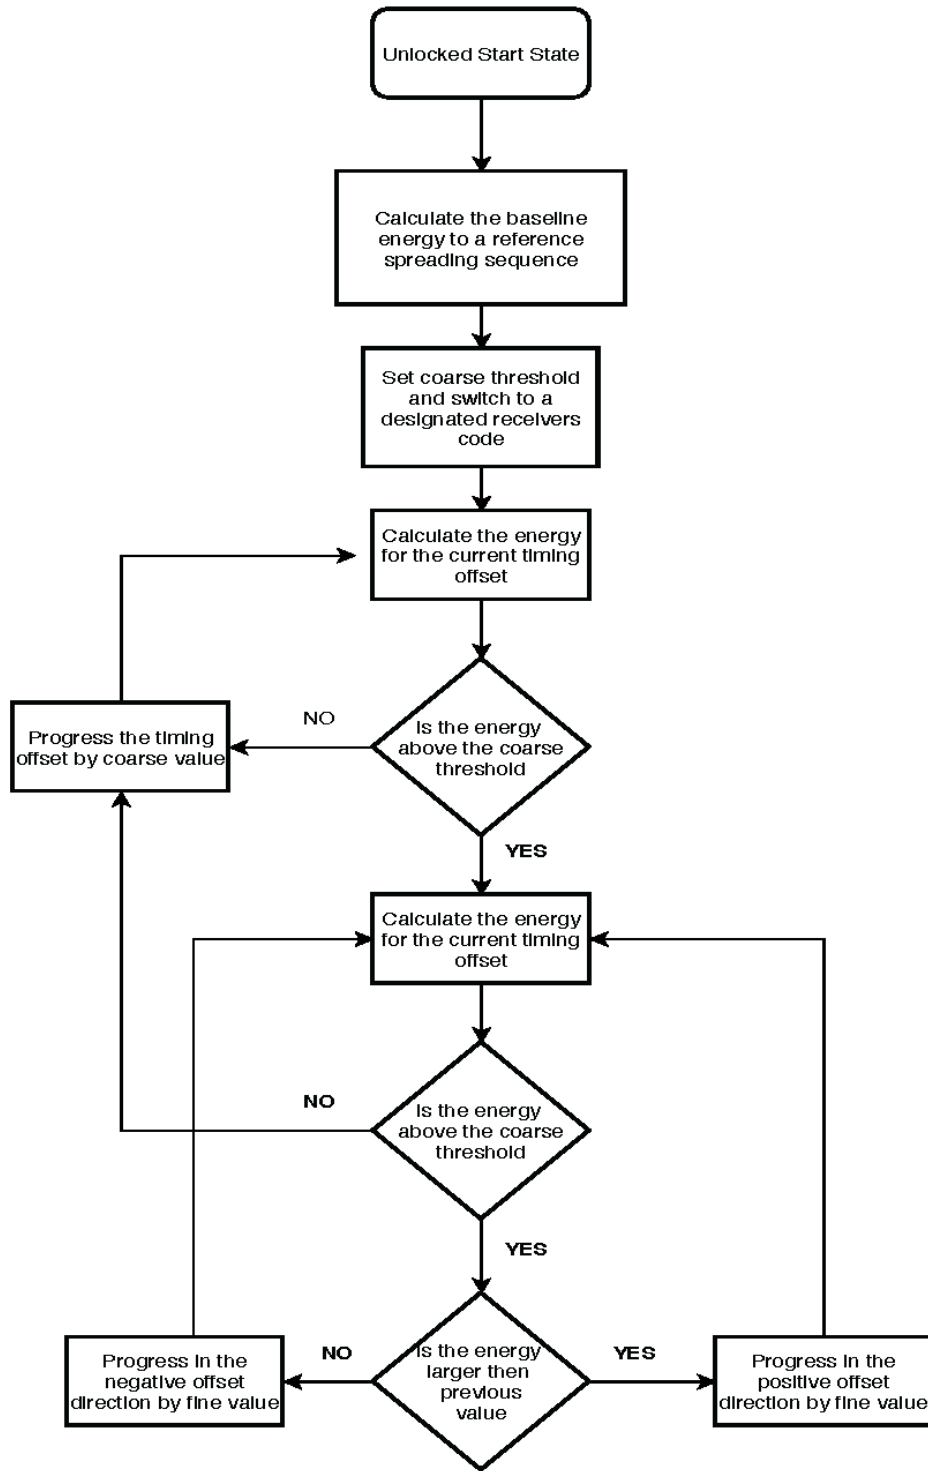 Unlocked Start State
Calculate the baseline
energy to a reference
spreading sequence
Set coarse threshold
and switch to a
designated receivers
code
Calculate the energy
for the current timing
offset
Progress the timing
offset by coarse value
NO
Is the energy
above the coarse
threshold
YES
Calculate the energy
for the current timing
offset
NO
Is the energy
above the coarse
threshold
YES
Progress in the
negative offset
direction by fine value
NO
Is the energy
larger then
previous
value
YES
Progress in the
positive offset
direction by fine value